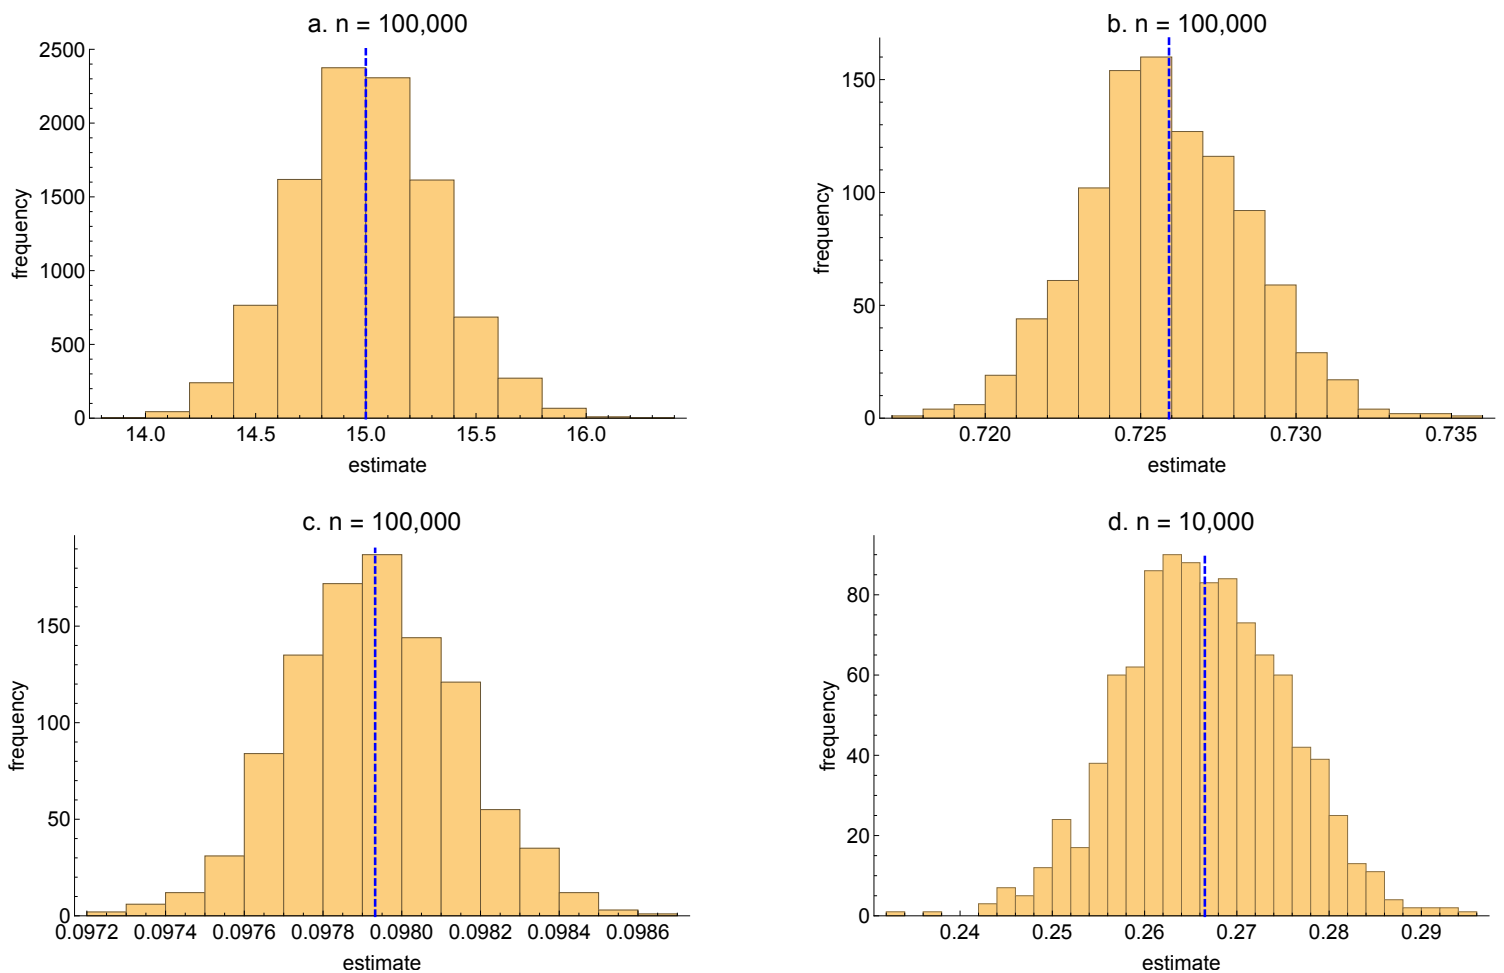 a. n = 100,000
2500
2000
1500
1000
500
0
frequency
14.0 14.5 15.0 15.5 16.0
estimate
b. n = 100,000
150
100
50
0
frequency
0.720 0.725 0.730 0.735
estimate
c. n = 100,000
150
100
50
0
frequency
0.0972 0.0974 0.0976 0.0978 0.0980 0.0982 0.0984 0.0986
estimate
d. n = 10,000
80
60
40
20
0
frequency
0.24 0.25 0.26 0.27 0.28 0.29
estimate